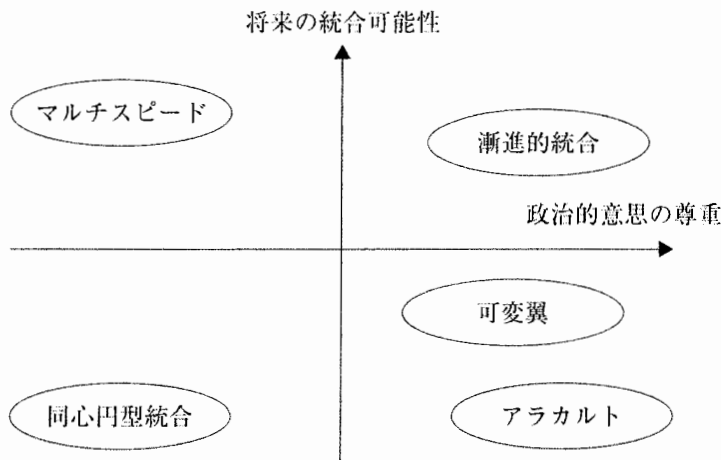 将来の統合可能性
マルチスピード
漸進的統合
政治的意思の尊重
可変翼
同心円型統合
アラカルト